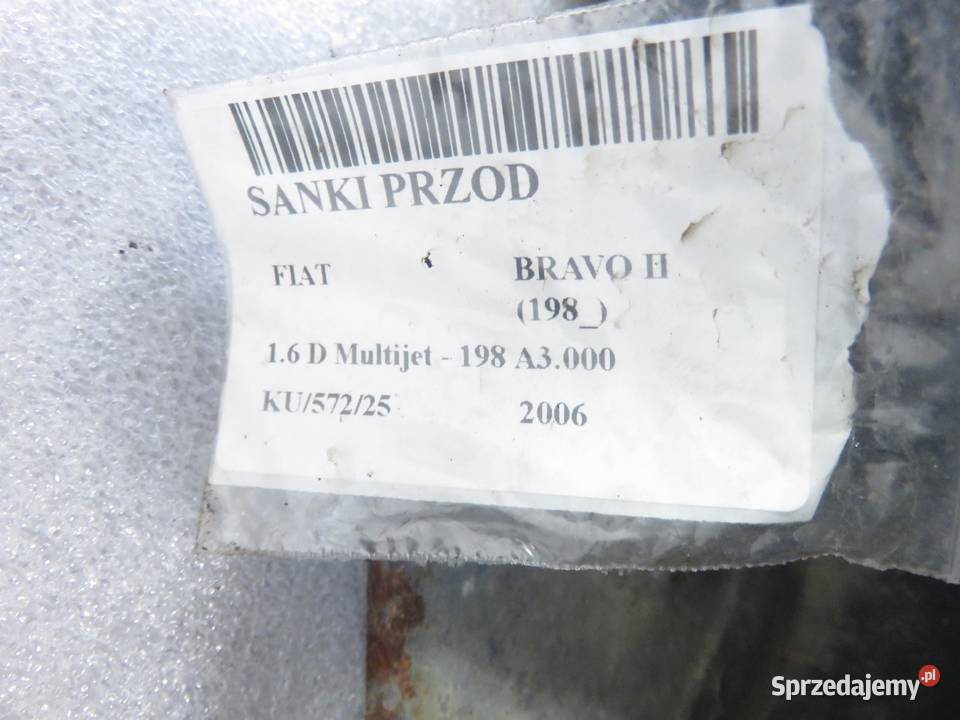 SANKI PRZOD
FIAT BRAVO II
(198_)
1.6 D Multijet - 198 A3.000
KU/572/25 2006
Sprzedajemy.pl